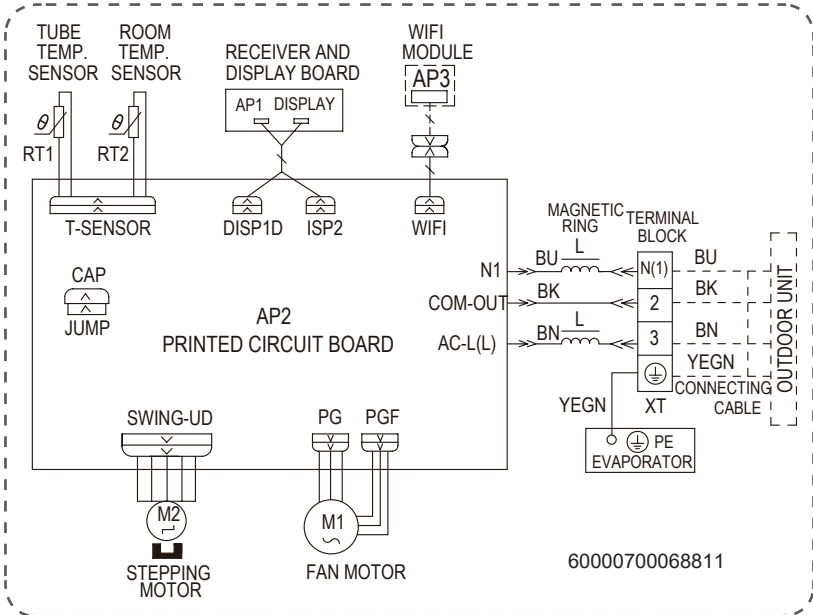 TUBE
TEMP.
SENSOR
ROOM
TEMP.
SENSOR
RECEIVER AND
DISPLAY BOARD
WIFI
MODULE
AP3
AP1 DISPLAY
θ
RT1
θ
RT2
T-SENSOR
DISP1D
ISP2
WIFI
MAGNETIC
RING
TERMINAL
BLOCK
CAP
JUMP
AP2
PRINTED CIRCUIT BOARD
N1
BU
L
N(1)
BU
COM-OUT
BK
2
BK
AC-L(L)
BN
L
3
BN
YEGN
CONNECTING
CABLE
OUTDOOR UNIT
YEGN
XT
PE
EVAPORATOR
SWING-UD
PG
PGF
M2
STEPPING
MOTOR
M1
FAN MOTOR
60000700068811